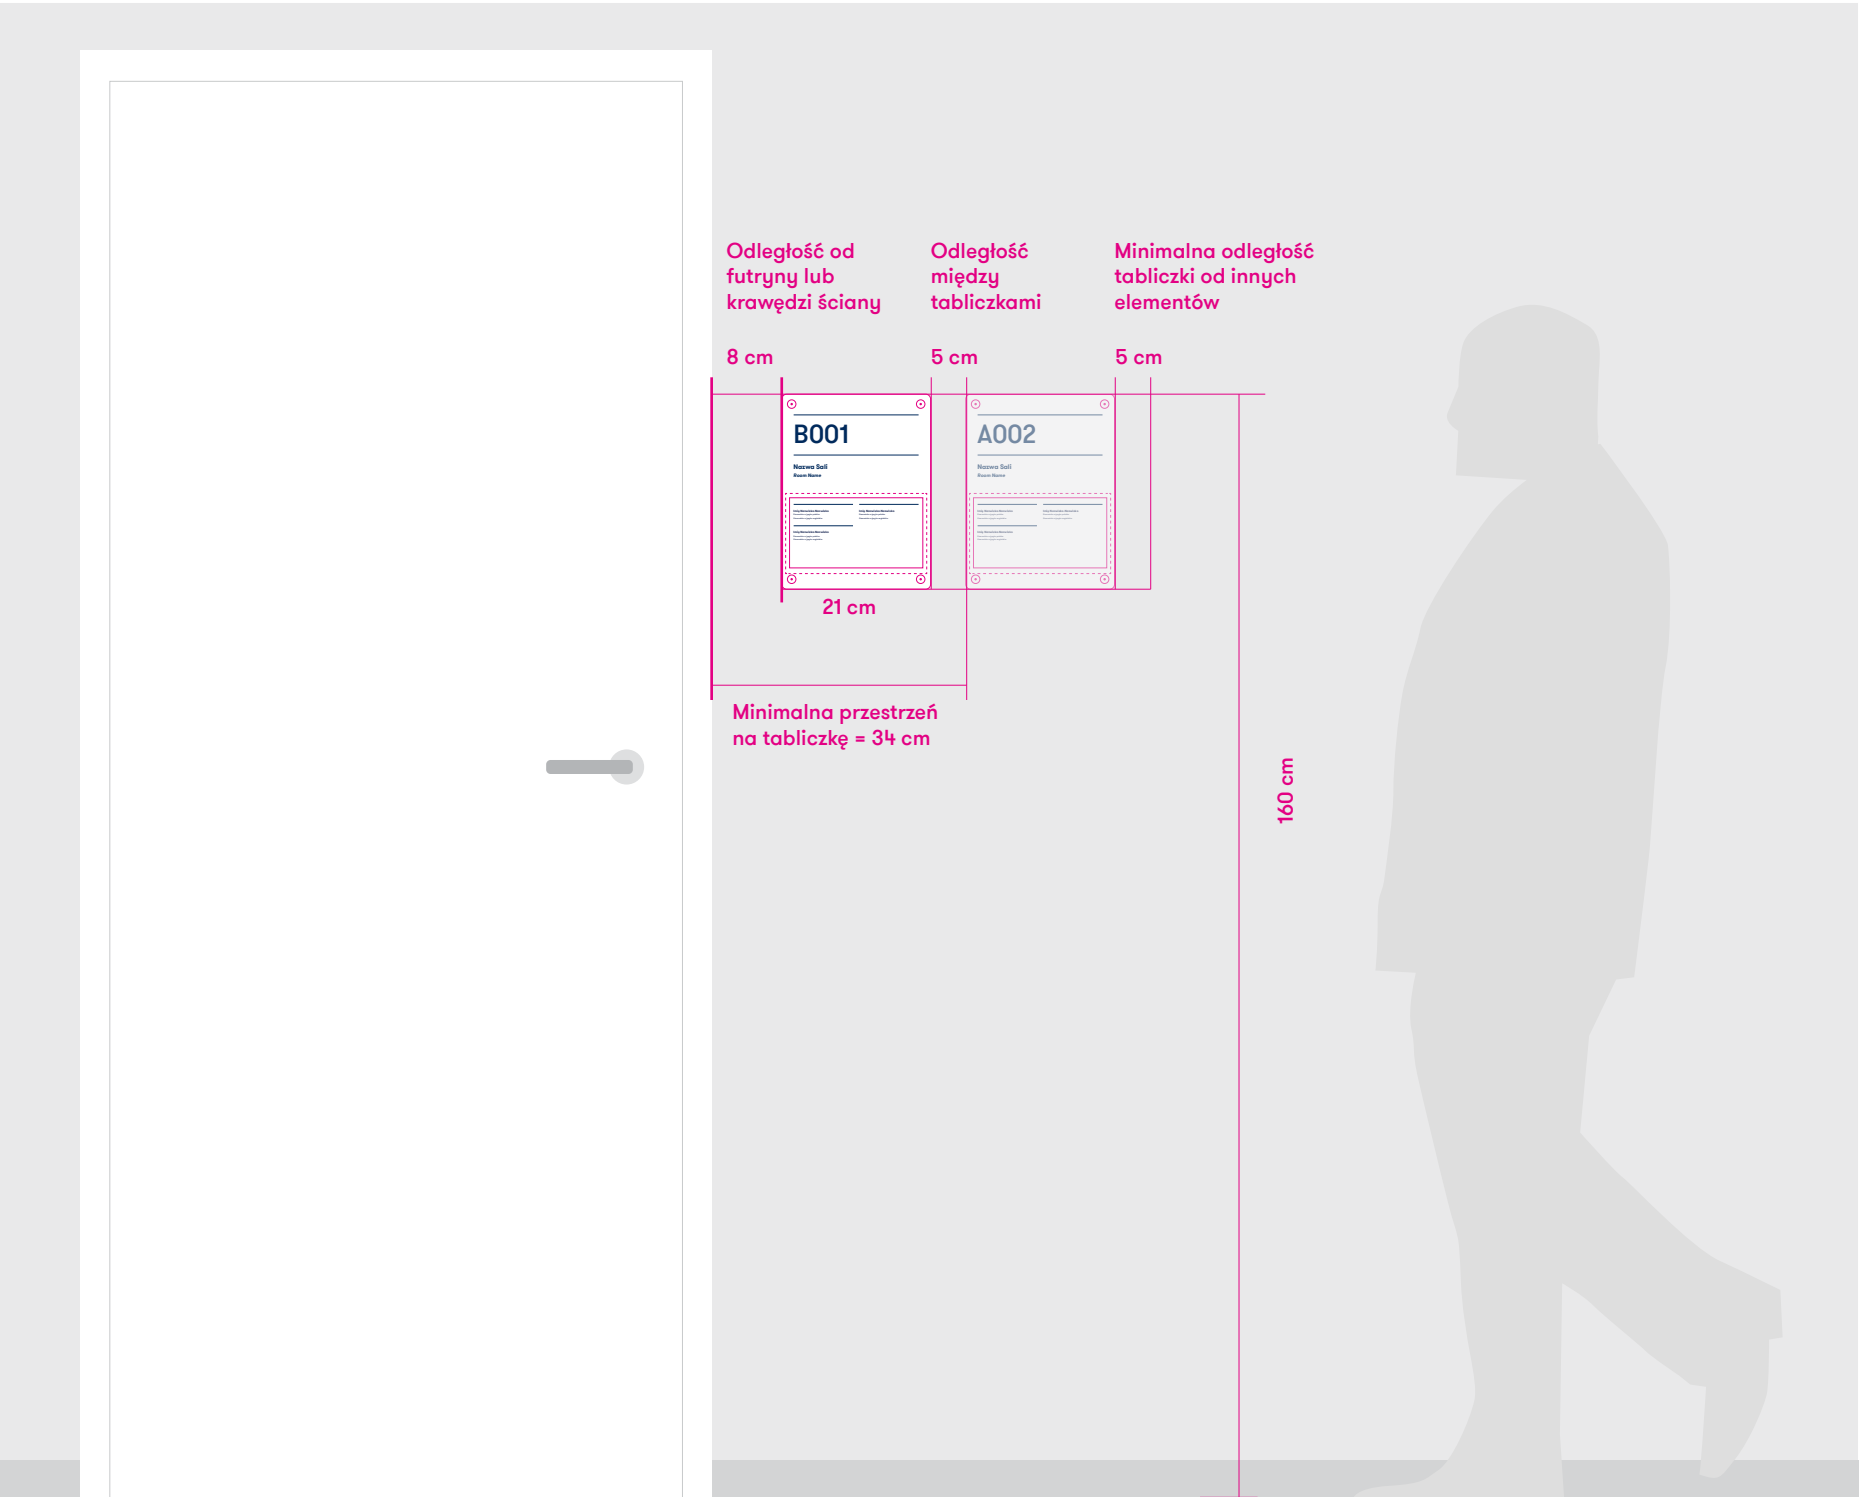 Odległość od
futryny lub
krawędzi ściany
8 cm
Odległość
między
tabliczkami
5 cm
Minimalna odległość
tabliczki od innych
elementów
5 cm
B001
Nazwa Sali
Room Name
A002
Nazwa Sali
Room Name
21 cm
Minimalna przestrzeń
na tabliczkę = 34 cm
160 cm